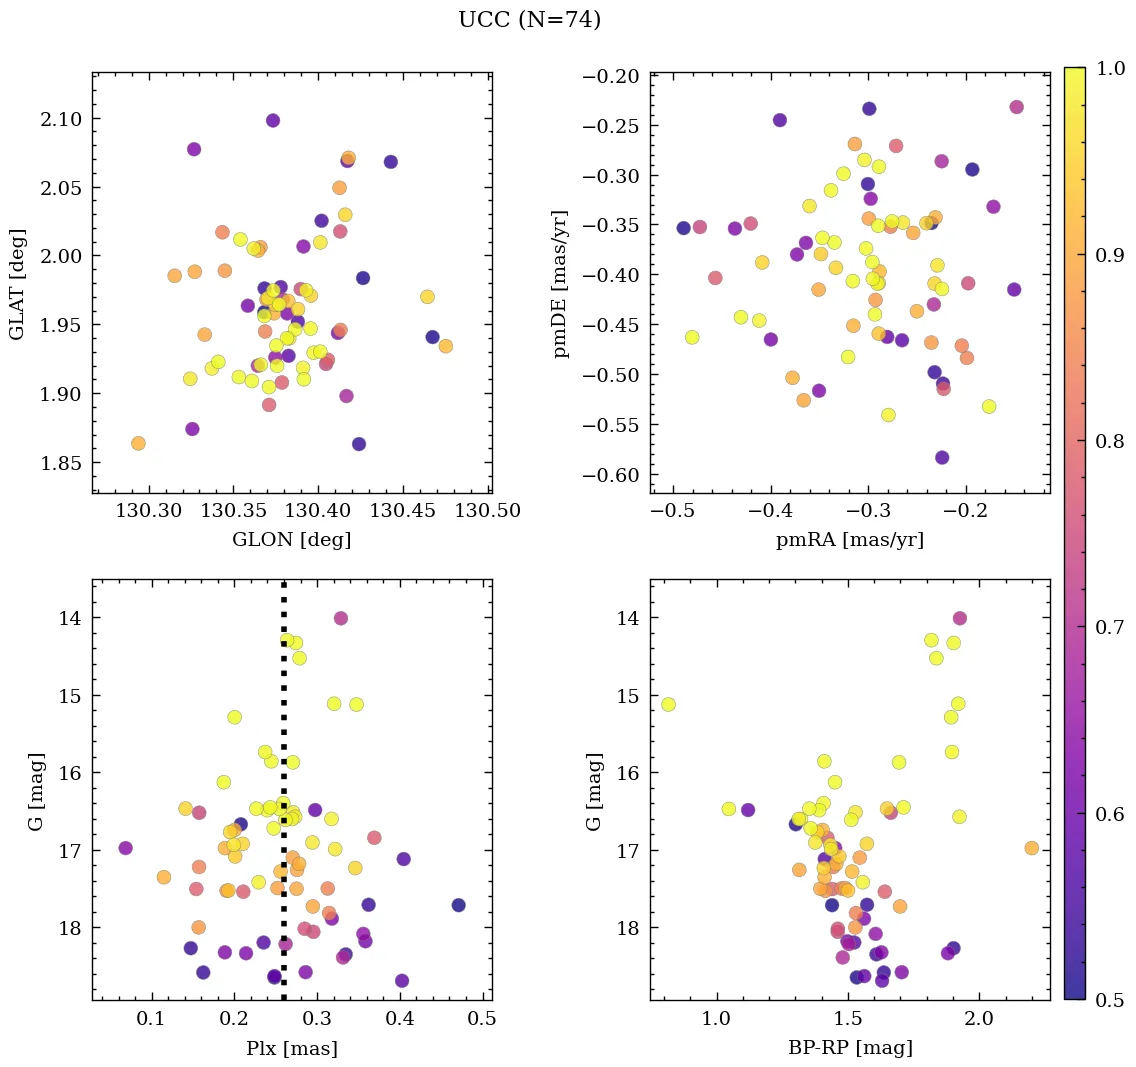 UCC (N=74)
2.10
2.05
2.00
1.95
1.90
1.85
GLAT [deg]
130.30 130.35 130.40 130.45 130.50
GLON [deg]
−0.20
−0.25
−0.30
−0.35
−0.40
−0.45
−0.50
−0.55
−0.60
pmDE [mas/yr]
−0.5 −0.4 −0.3 −0.2
pmRA [mas/yr]
14
15
16
17
18
G [mag]
0.1 0.2 0.3 0.4 0.5
Plx [mas]
14
15
16
17
18
G [mag]
1.0 1.5 2.0
BP-RP [mag]
1.0
0.9
0.8
0.7
0.6
0.5